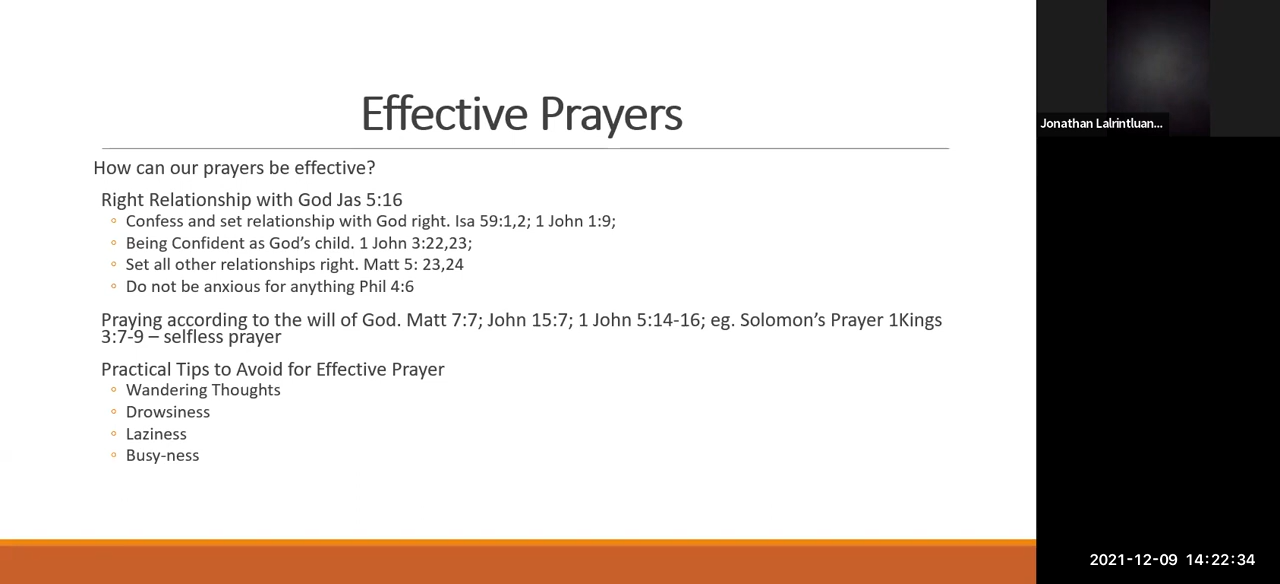 Effective Prayers
How can our prayers be effective?
Right Relationship with God Jas 5:16
◦ Confess and set relationship with God right. Isa 59:1,2; 1 John 1:9;
◦ Being Confident as God’s child. 1 John 3:22,23;
◦ Set all other relationships right. Matt 5: 23,24
◦ Do not be anxious for anything Phil 4:6
Praying according to the will of God. Matt 7:7; John 15:7; 1 John 5:14-16; eg. Solomon’s Prayer 1Kings
3:7-9 – selfless prayer
Practical Tips to Avoid for Effective Prayer
◦ Wandering Thoughts
◦ Drowsiness
◦ Laziness
◦ Busy-ness
Jonathan Lalrintluan...
2021-12-09 14:22:34